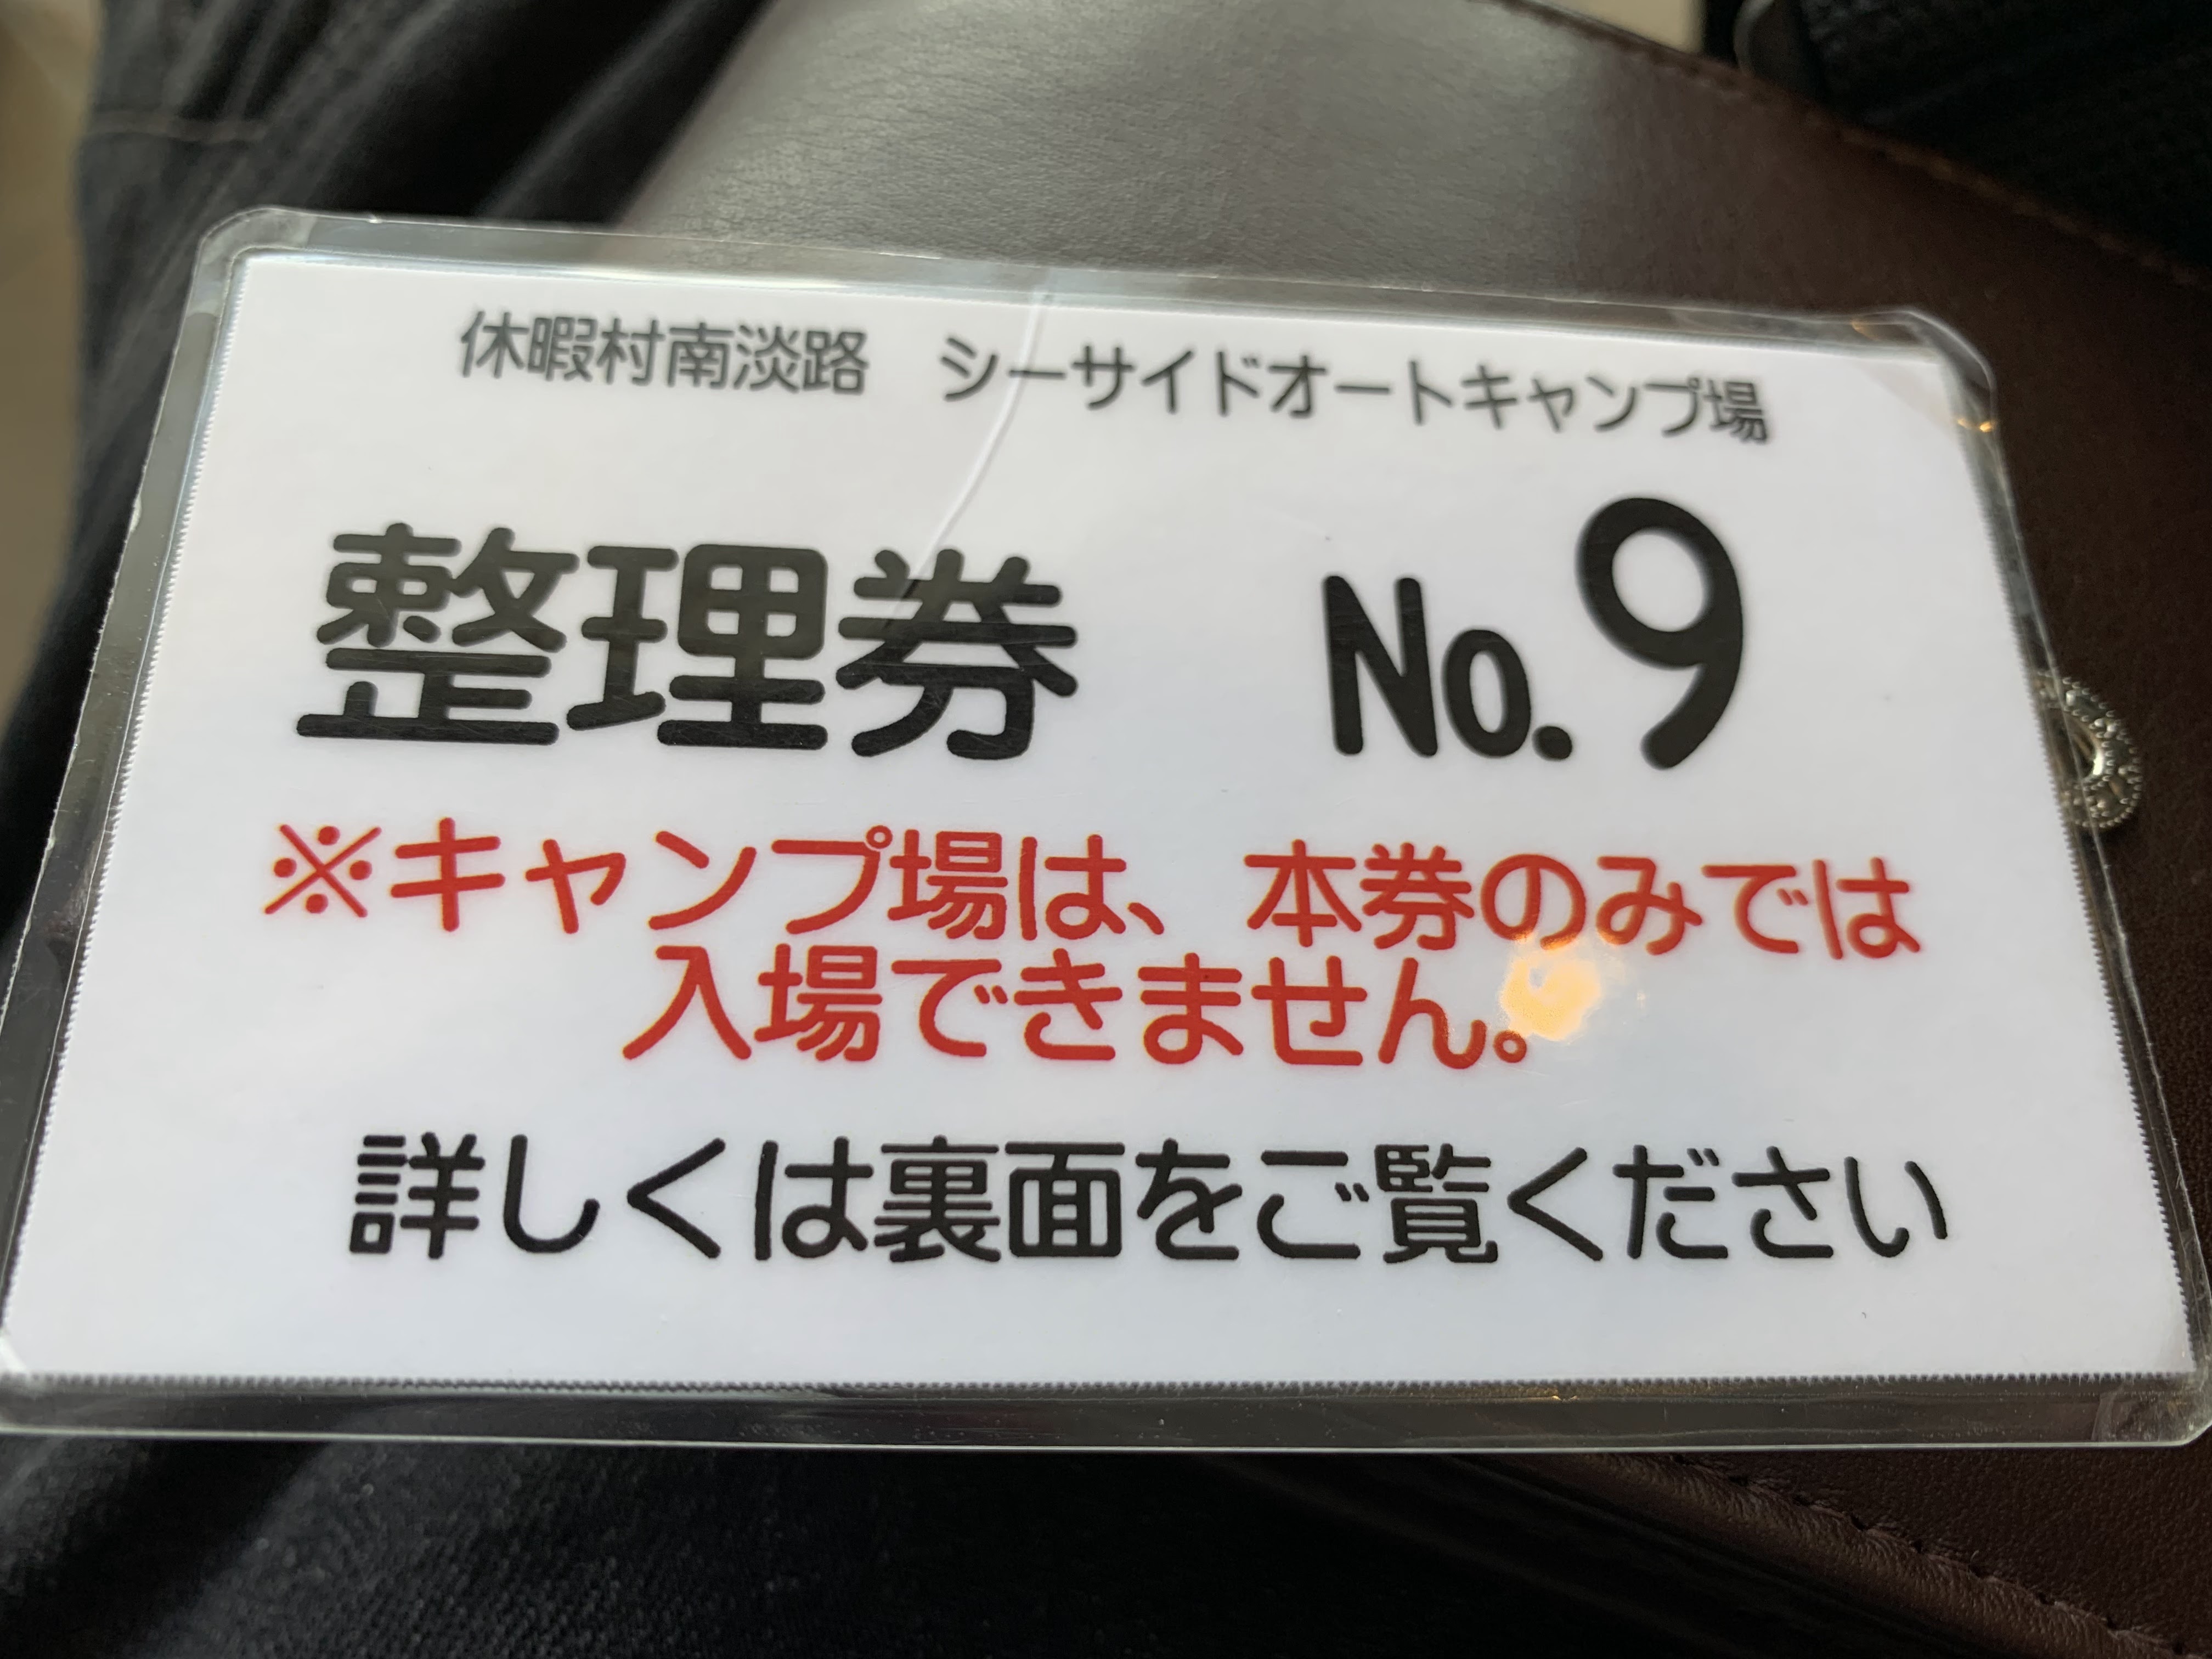 休暇村南淡路　シーサイドオートキャンプ場
整理券　No.9
※キャンプ場は、本券のみでは
入場できません。
詳しくは裏面をご覧ください